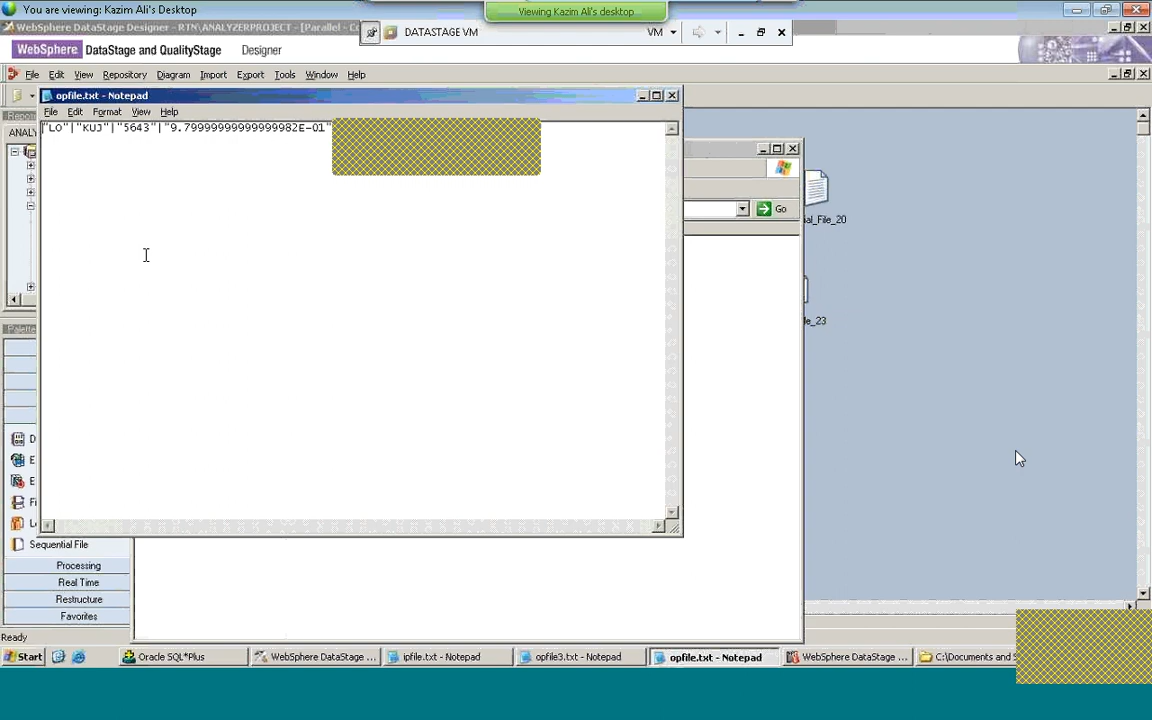 You are viewing: Kazim Ali's Desktop
Viewing Kazim Ali's desktop
WebSphere DataStage Designer - RTN\ANALYZERPROJECT - [Parallel - C
DATASTAGE VM
VM
WebSphere. DataStage and QualityStage Designer
File Edit View Repository Diagram Import Export Tools Window Help
opfile.txt - Notepad
File Edit Format View Help
"LO"|"KUJ"|"5643"|"9.7999999999999998
Go
ial_File_20
le_23
Sequential File
Processing
Real Time
Restructure
Favorites
Ready
Start
Oracle SQL*Plus
WebSphere DataStage ...
ipfile.txt - Notepad
opfile3.txt - Notepad
opfile.txt - Notepad
WebSphere DataStage ...
C:\Documents and S